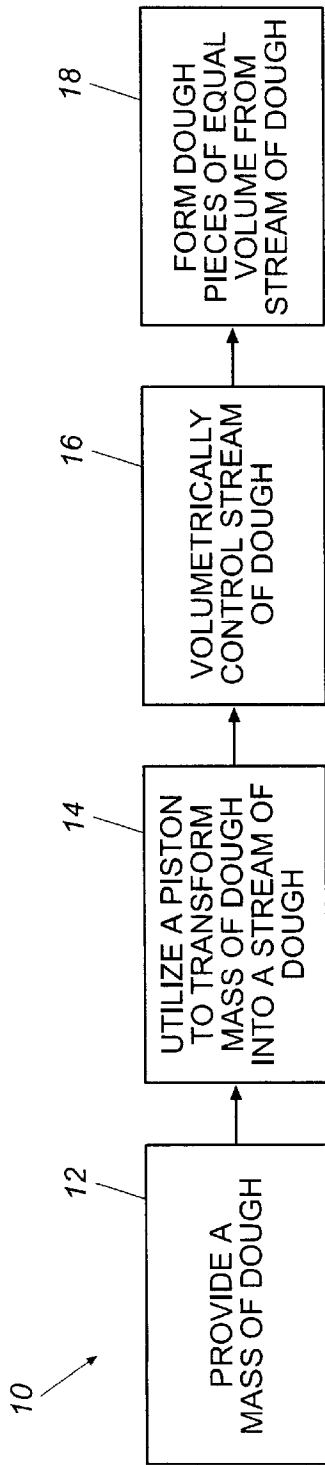 10
12
PROVIDE A
MASS OF DOUGH
14
UTILIZE A PISTON
TO TRANSFORM
MASS OF DOUGH
INTO A STREAM OF
DOUGH
16
VOLUMETRICALLY
CONTROL STREAM
OF DOUGH
18
FORM DOUGH
PIECES OF EQUAL
VOLUME FROM
STREAM OF DOUGH